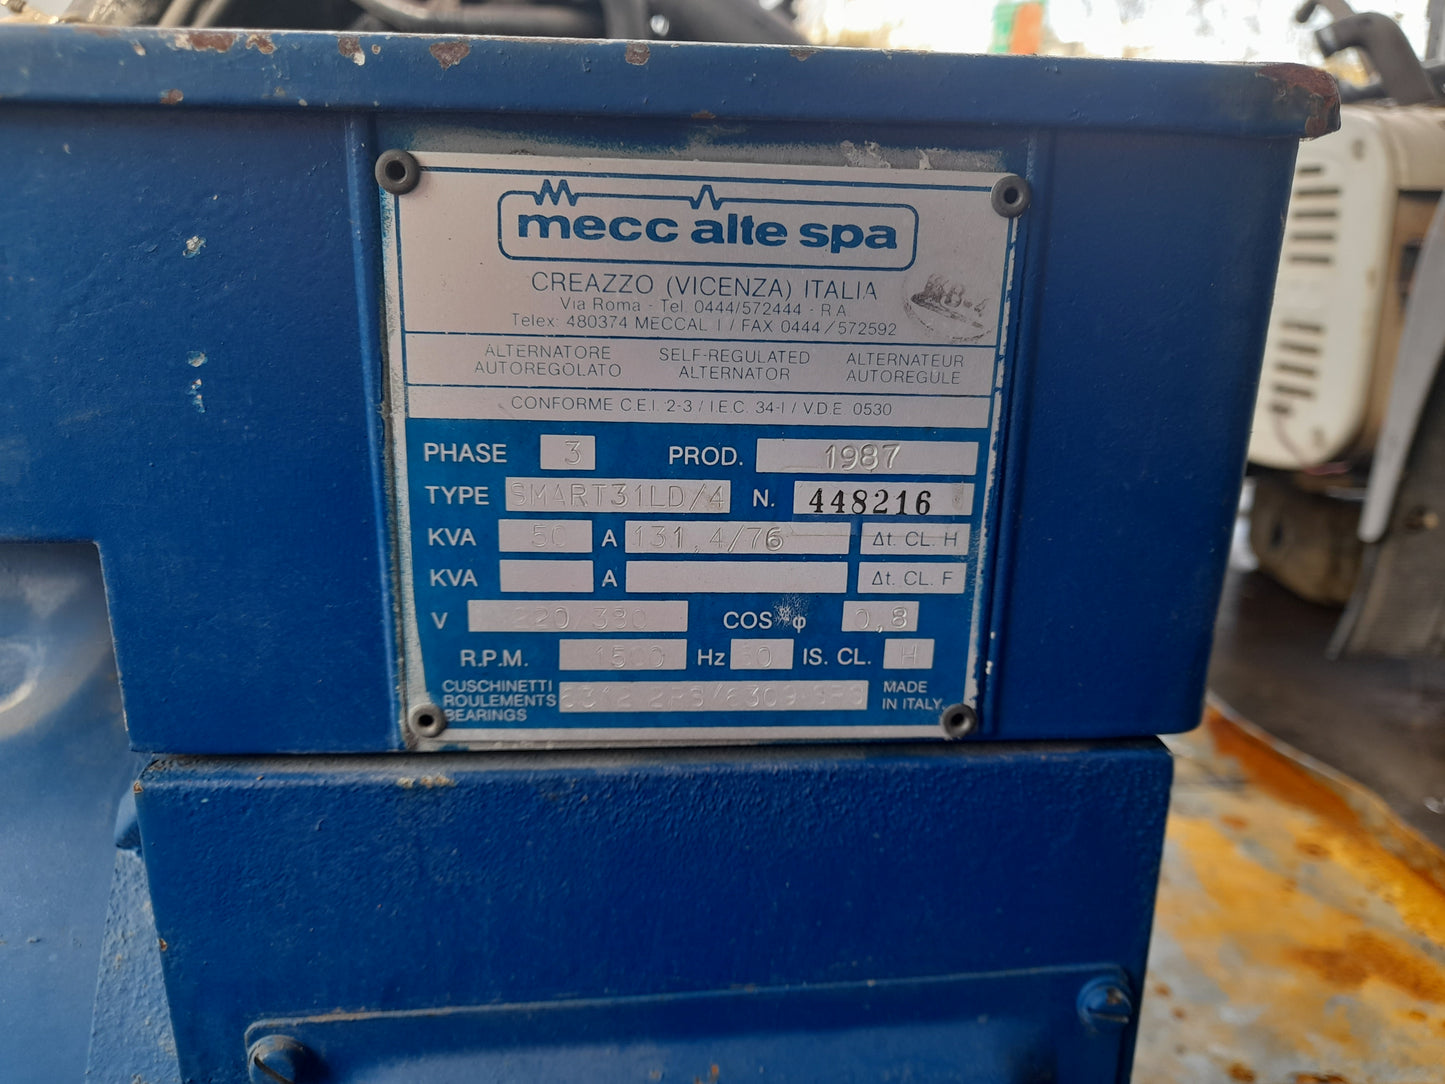 mecc alte spa
CREAZZO (VICENZA) ITALIA
Via Roma - Tel. 0444/572444 - R.A.
Telex: 480374 MECCAL I / FAX 0444/572592
ALTERNATORE AUTOREGOLATO
SELF-REGULATED ALTERNATOR
ALTERNATEUR AUTOREGULE
CONFORME C.E.I. 2-3 / I.E.C. 34-I / V.D.E. 0530
PHASE 3 PROD. 1987
TYPE SMART31LD/4 N. 448216
KVA 50 A 131,4/76 Δt. CL. H
KVA A Δt. CL. F
V 220/380 COS φ 0,8
R.P.M. 1500 Hz IS. CL. H
CUSCHINETTI
ROULEMENTS
BEARINGS
MADE
IN ITALY.